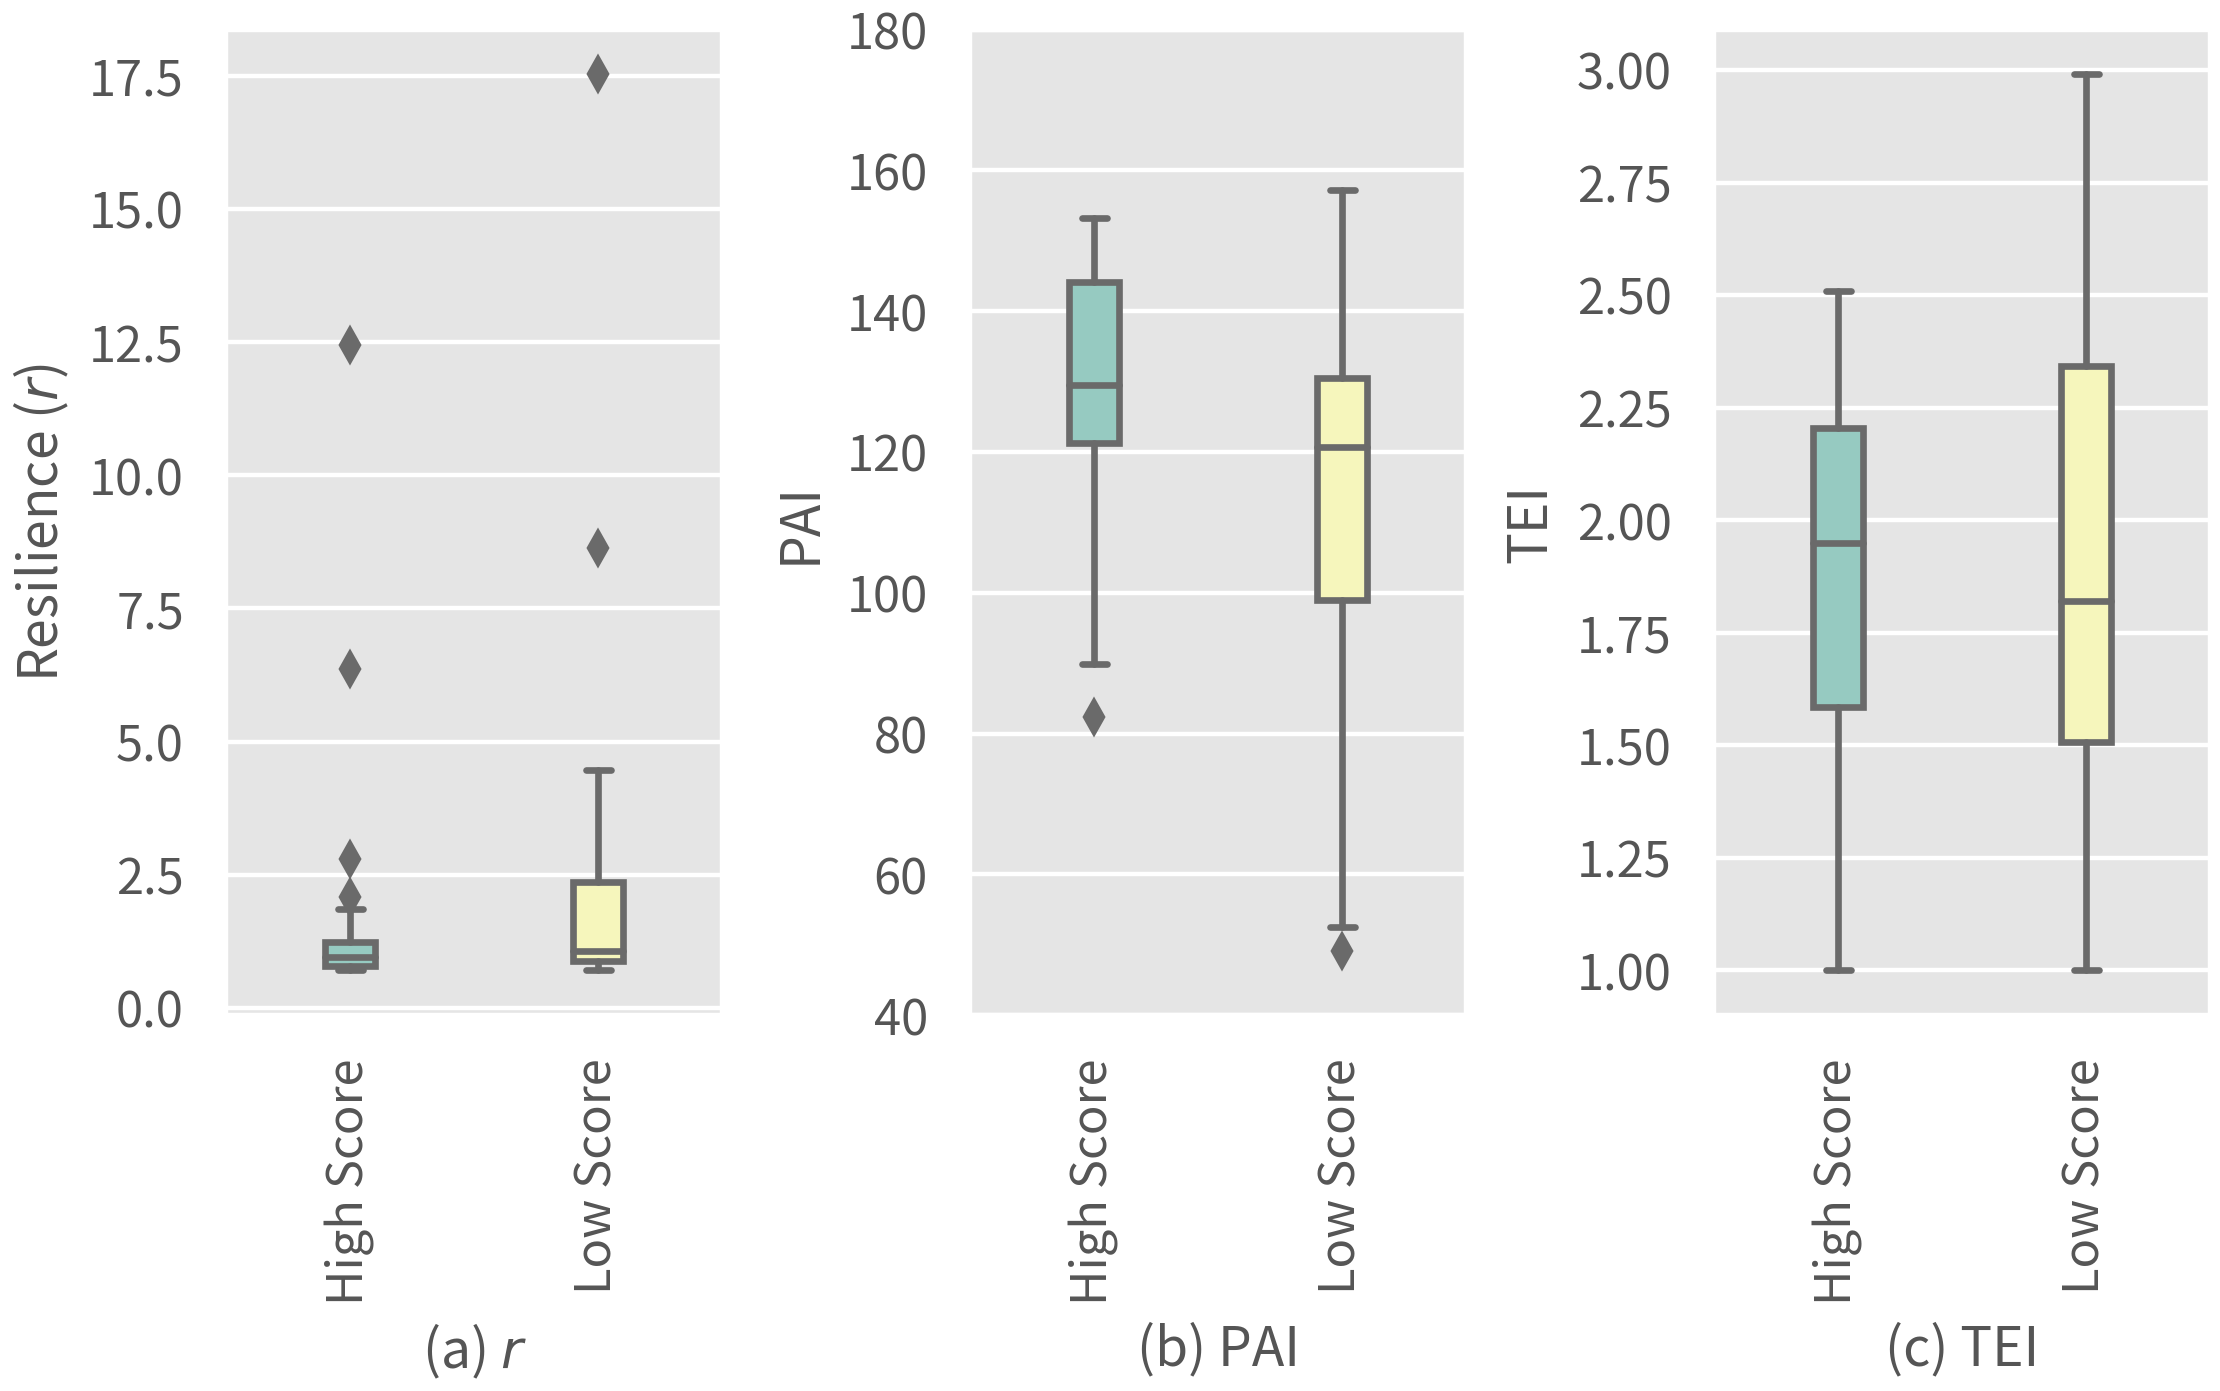 Resilience (r)
17.5
15.0
12.5
10.0
7.5
5.0
2.5
0.0
High Score
Low Score
(a) r
PAI
180
160
140
120
100
80
60
40
High Score
Low Score
(b) PAI
TEI
3.00
2.75
2.50
2.25
2.00
1.75
1.50
1.25
1.00
High Score
Low Score
(c) TEI